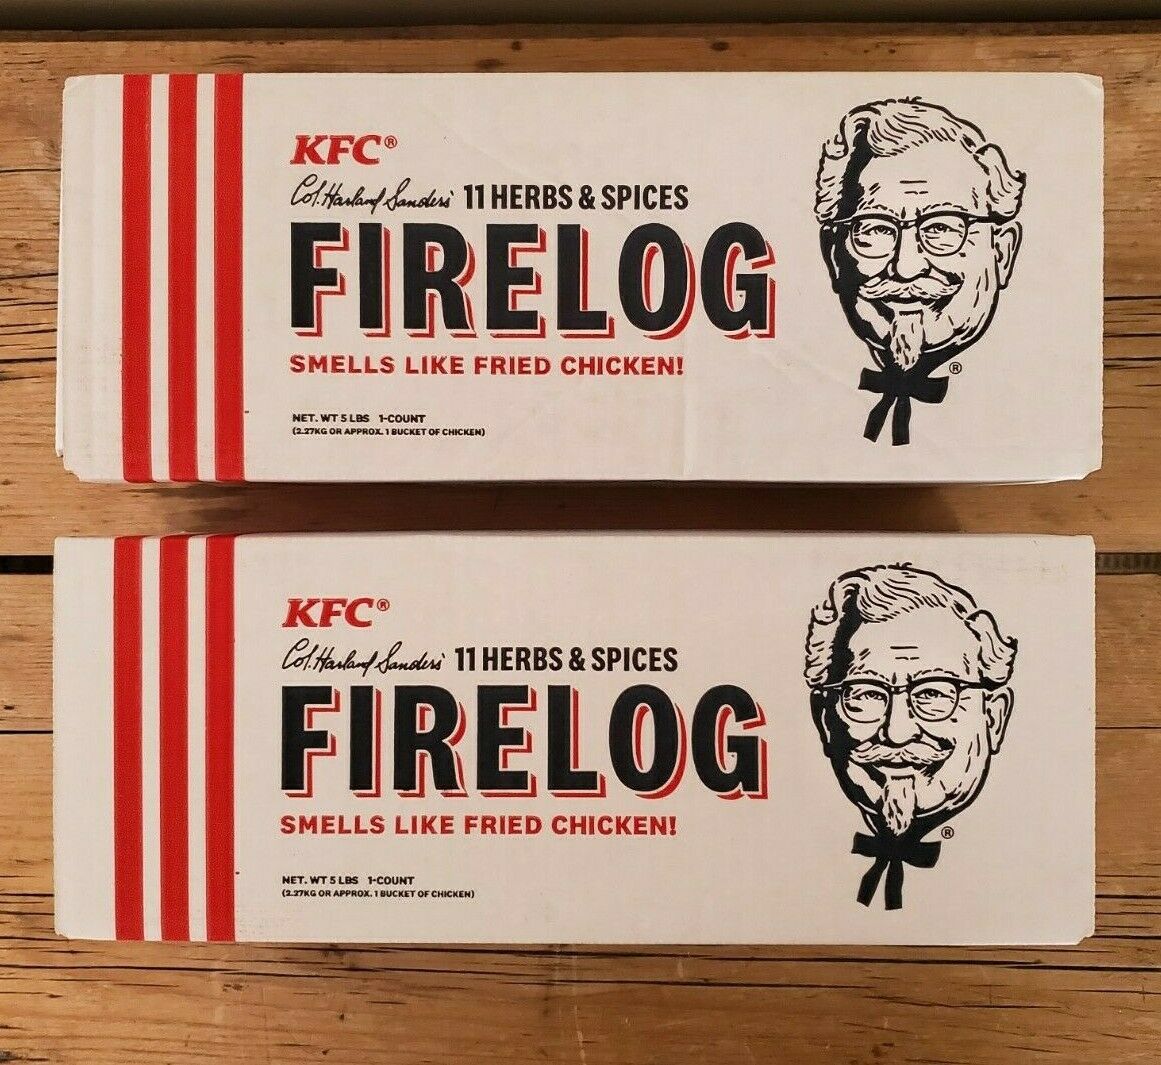 KFC®
Col. Harland Sanders' 11 HERBS & SPICES
FIRELOG
SMELLS LIKE FRIED CHICKEN!
NET. WT 5 LBS 1-COUNT
(2.27KG OR APPROX. 1 BUCKET OF CHICKEN)
®
KFC®
Col. Harland Sanders' 11 HERBS & SPICES
FIRELOG
SMELLS LIKE FRIED CHICKEN!
NET. WT 5 LBS 1-COUNT
(2.27KG OR APPROX. 1 BUCKET OF CHICKEN)
®